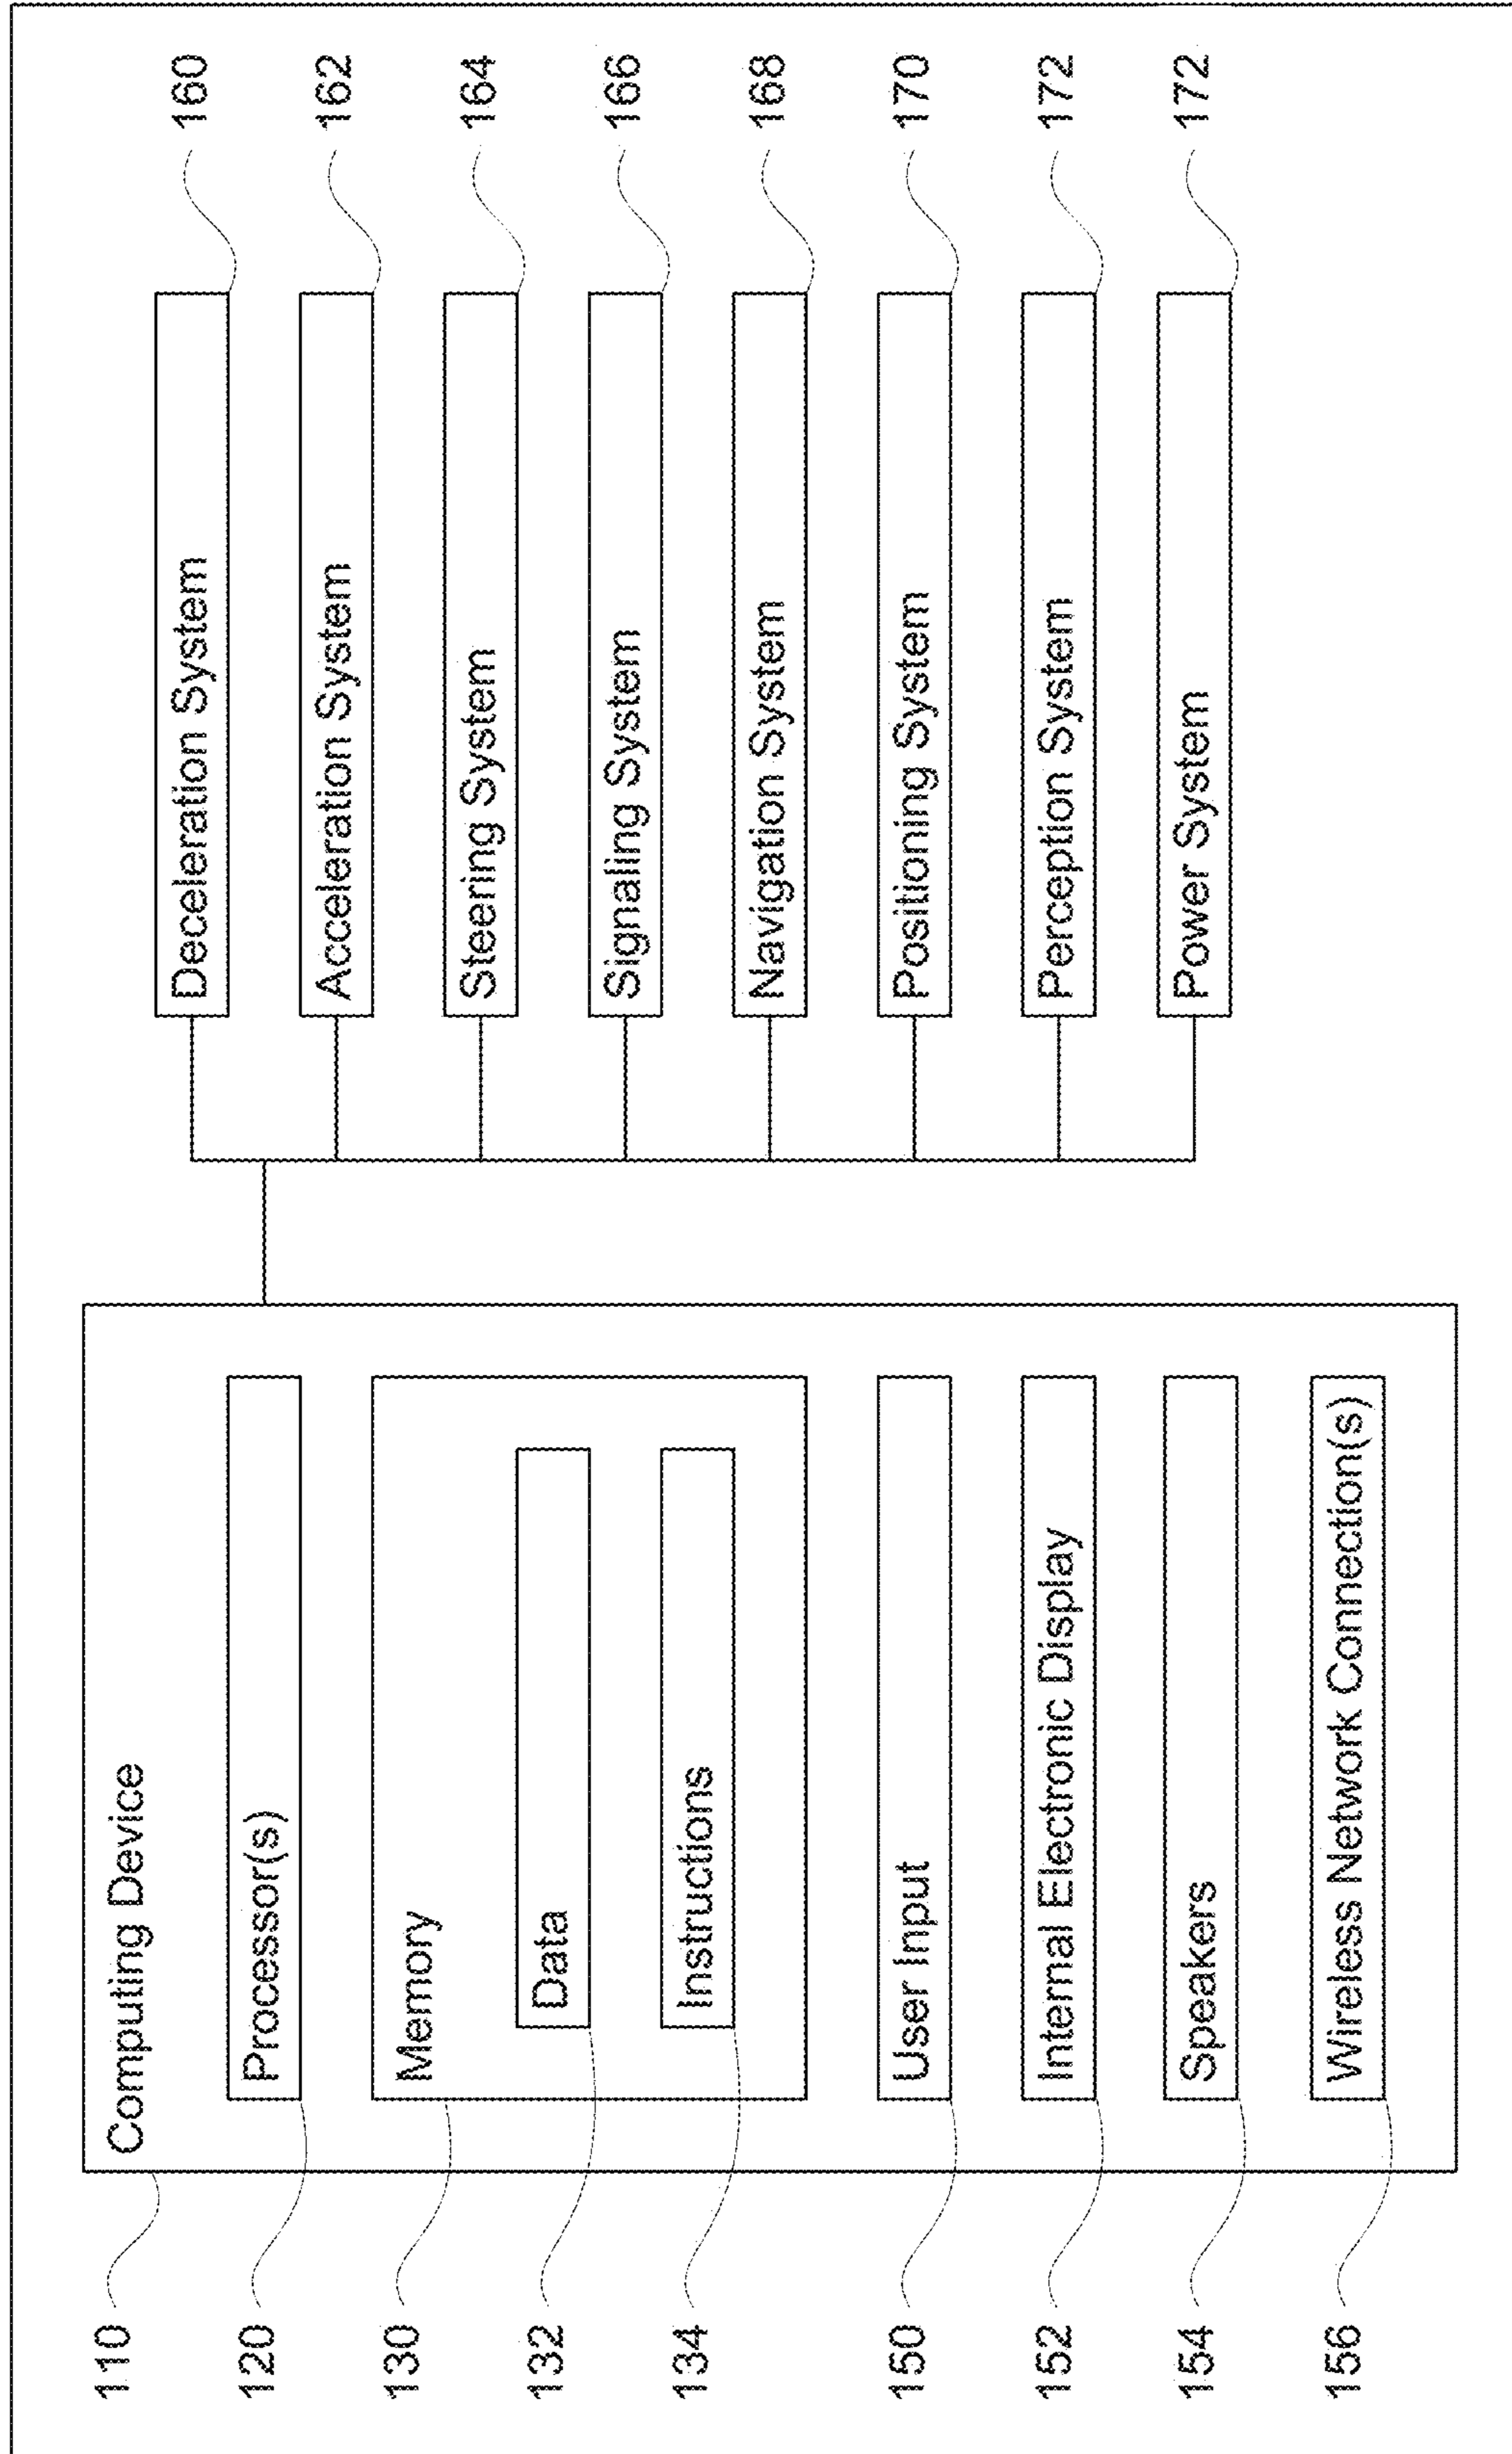 110
Computing Device
120
Processor(s)
130
Memory
132
Data
134
Instructions
150
User Input
152
Internal Electronic Display
154
Speakers
156
Wireless Network Connection(s)
Deceleration System
160
Acceleration System
162
Steering System
164
Signaling System
166
Navigation System
168
Positioning System
170
Perception System
172
Power System
172